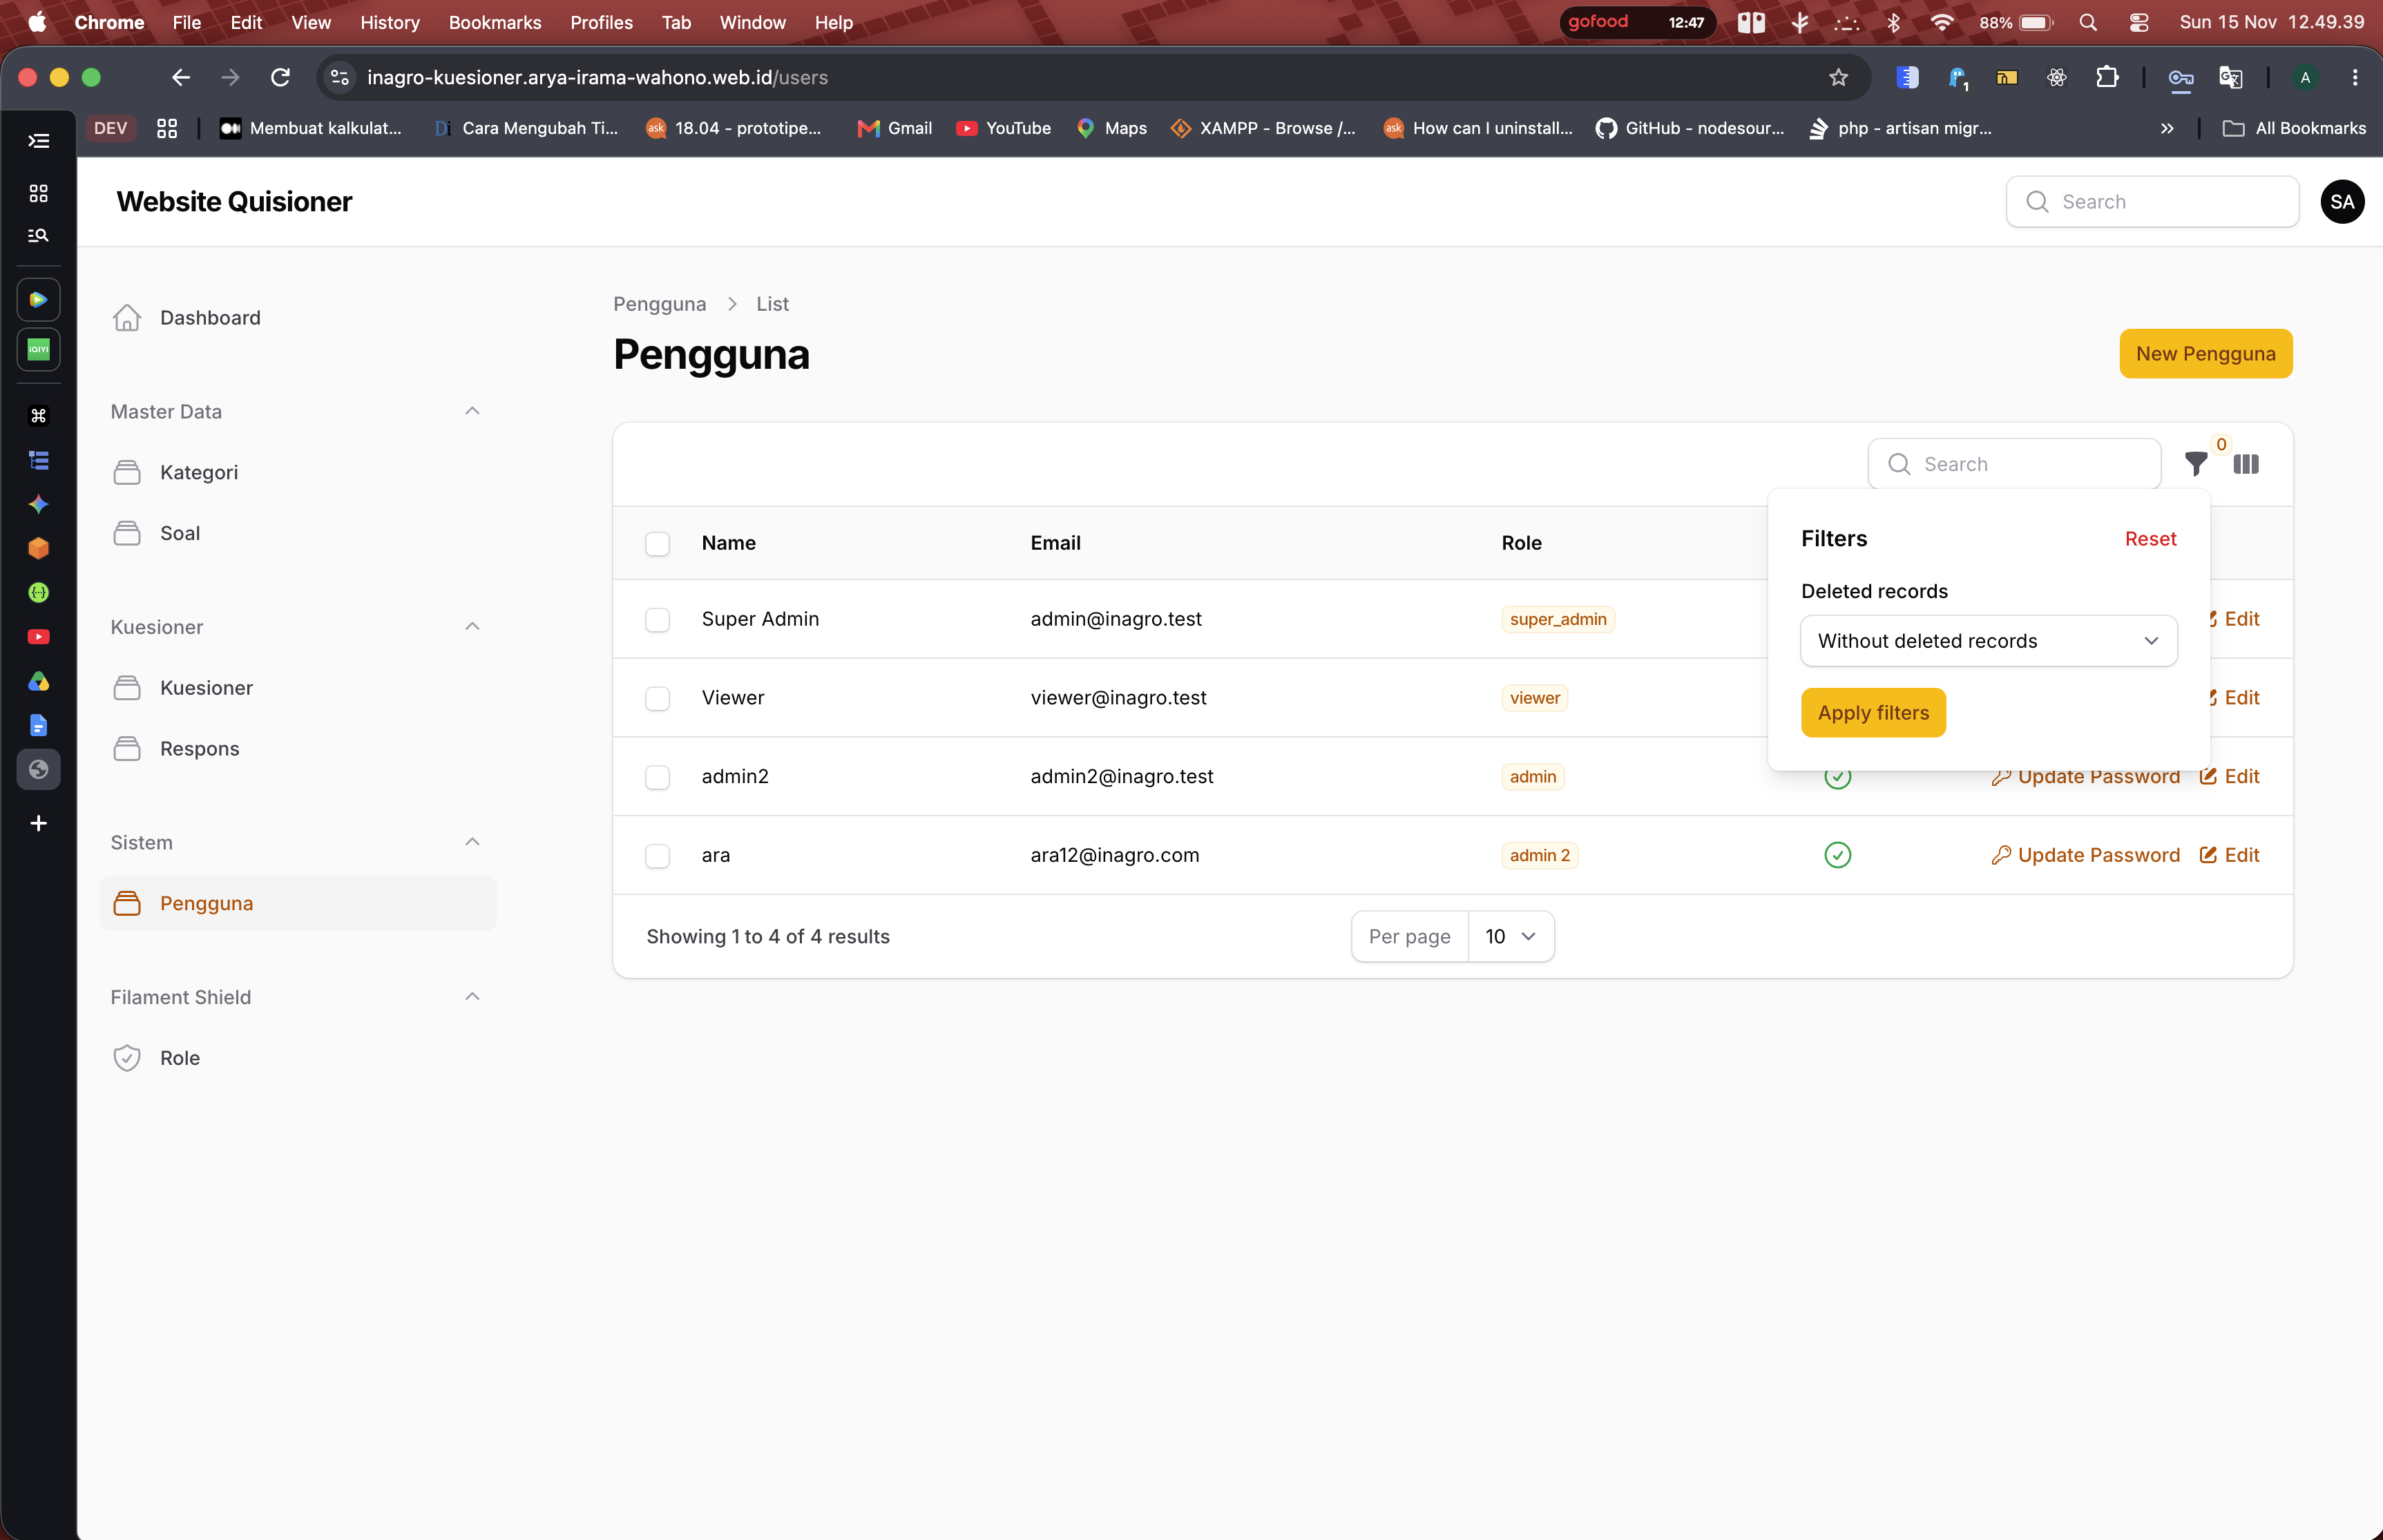 Chrome File Edit View History Bookmarks Profiles Tab Window Help gofood 12:47 88% Sun 15 Nov 12.49.39
inagro-kuesioner.arya-irama-wahono.web.id/users 1 A
DEV Membuat kalkulat... Di Cara Mengubah Ti... ask 18.04 - prototipe... Gmail YouTube Maps XAMPP - Browse /... ask How can I uninstall... GitHub - nodesour... php - artisan migr... All Bookmarks
Website Quisioner Search SA
iQIYI
Dashboard
Master Data
Kategori
Soal
Kuesioner
Kuesioner
Respons
Sistem
Pengguna
Filament Shield
Role
Pengguna > List
Pengguna
New Pengguna
Search 0
Name Email Role
Super Admin admin@inagro.test super_admin Edit
Viewer viewer@inagro.test viewer Edit
admin2 admin2@inagro.test admin Update Password Edit
ara ara12@inagro.com admin 2 Update Password Edit
Showing 1 to 4 of 4 results Per page 10
Filters Reset
Deleted records
Without deleted records
Apply filters